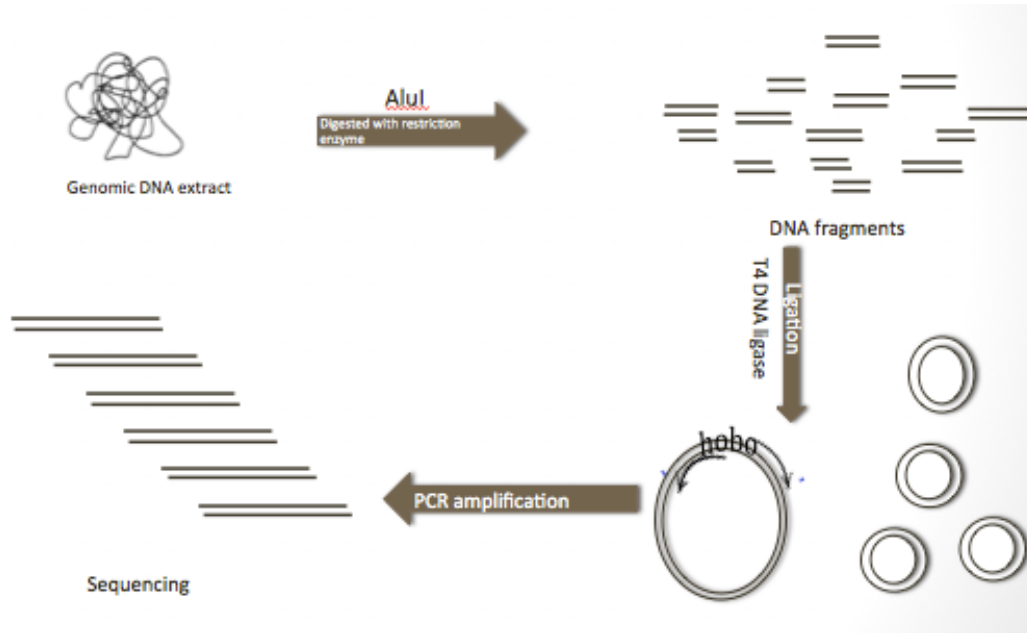 AluI
Digested with restriction
enzyme
Genomic DNA extract
DNA fragments
Ligation
T4 DNA ligase
hobo
PCR amplification
Sequencing